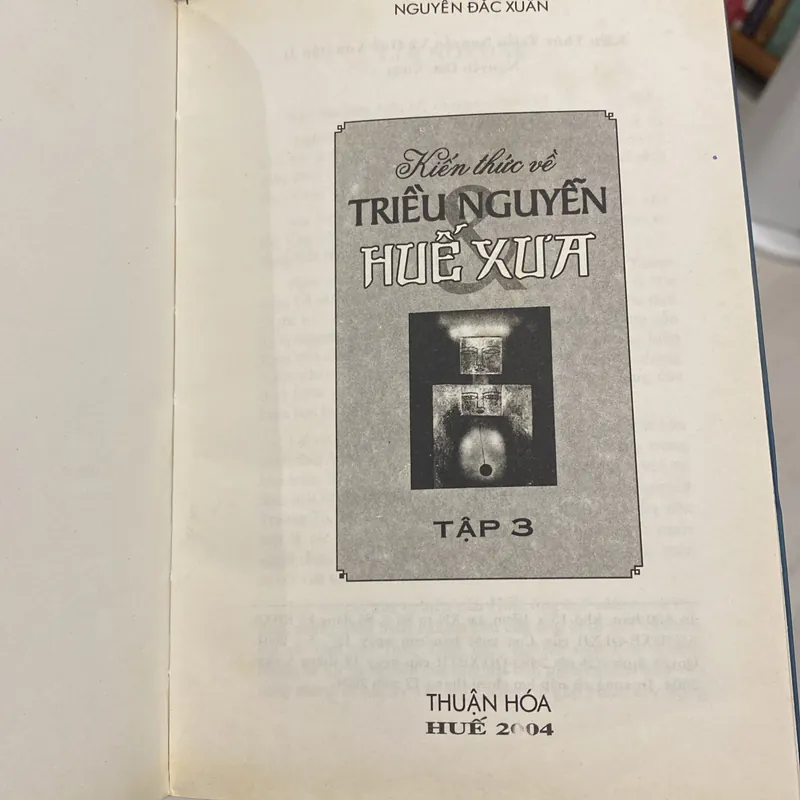 NGUYỄN ĐẮC XUÂN
Kiến thức về
TRIỀU NGUYỄN
&
HUẾ XƯA
TẬP 3
THUẬN HÓA
HUẾ 2004